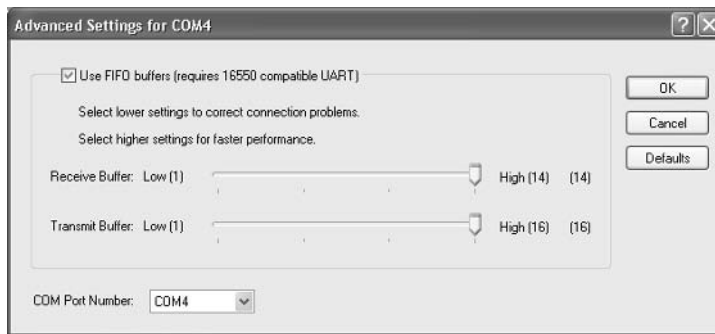 Advanced Settings for COM4
Use FIFO buffers (requires 16550 compatible UART)
Select lower settings to correct connection problems.
Select higher settings for faster performance.
Receive Buffer: Low (1) High (14) (14)
Transmit Buffer: Low (1) High (16) (16)
COM Port Number: COM4
OK
Cancel
Defaults